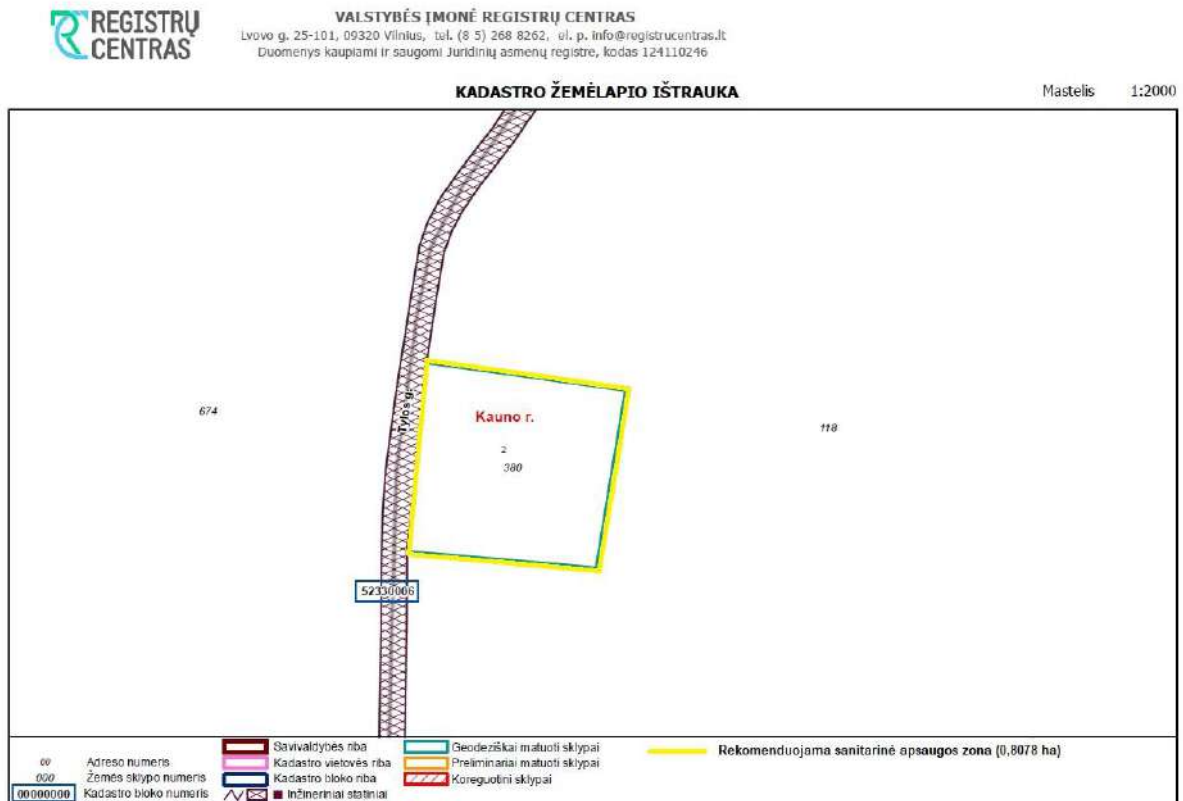 REGISTRŲ
CENTRAS
VALSTYBĖS ĮMONĖ REGISTRŲ CENTRAS
Lvovo g. 25-101, 09320 Vilnius, tel. (8 5) 268 8262, el. p. info@registrucentras.lt
Duomenys kaupiami ir saugomi Juridinių asmenų registre, kodas 124110246
KADASTRO ŽEMĖLAPIO IŠTRAUKA
Mastelis 1:2000
Tylos g.
674
Kauno r.
118
2
380
52330006
00 Adreso numeris
000 Žemės sklypo numeris
00000000 Kadastro bloko numeris
Savivaldybės riba
Kadastro vietovės riba
Kadastro bloko riba
Inžineriniai statiniai
Geodeziškai matuoti sklypai
Preliminariai matuoti sklypai
Koreguotini sklypai
Rekomenduojama sanitarinė apsaugos zona (0,8078 ha)